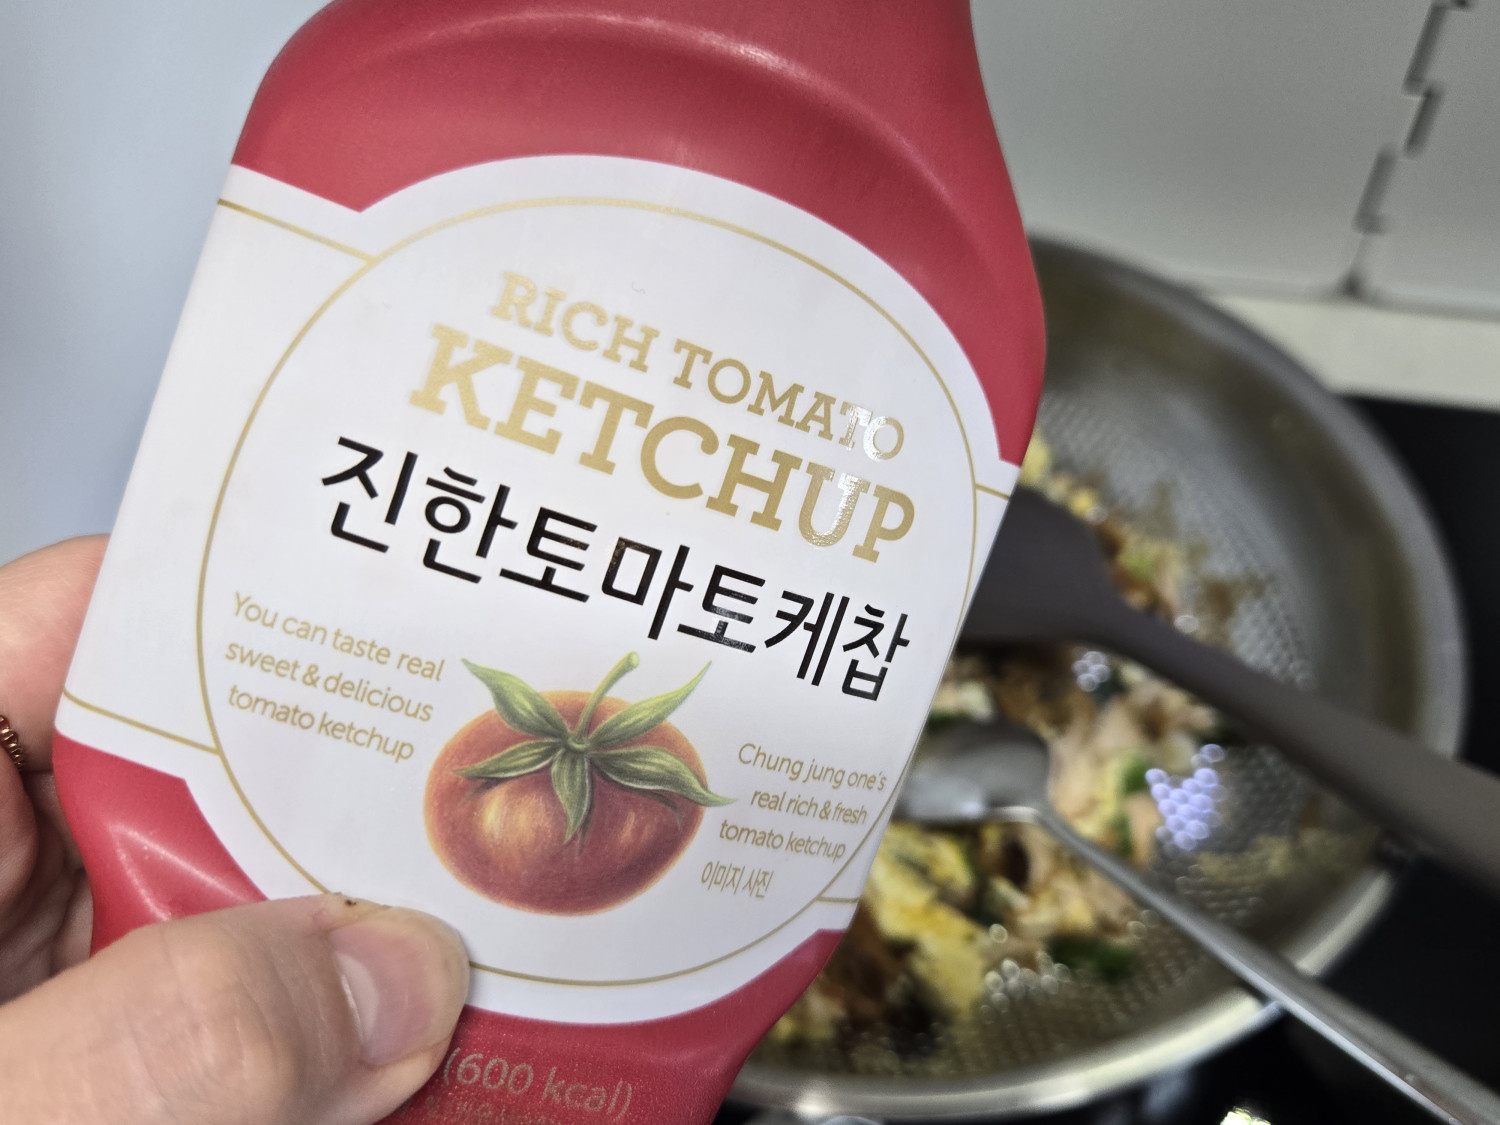 RICH TOMATO
KETCHUP
진한토마토케찹
You can taste real
sweet & delicious
tomato ketchup
Chung jung one's
real rich & fresh
tomato ketchup
이미지 사진
(600 kcal)